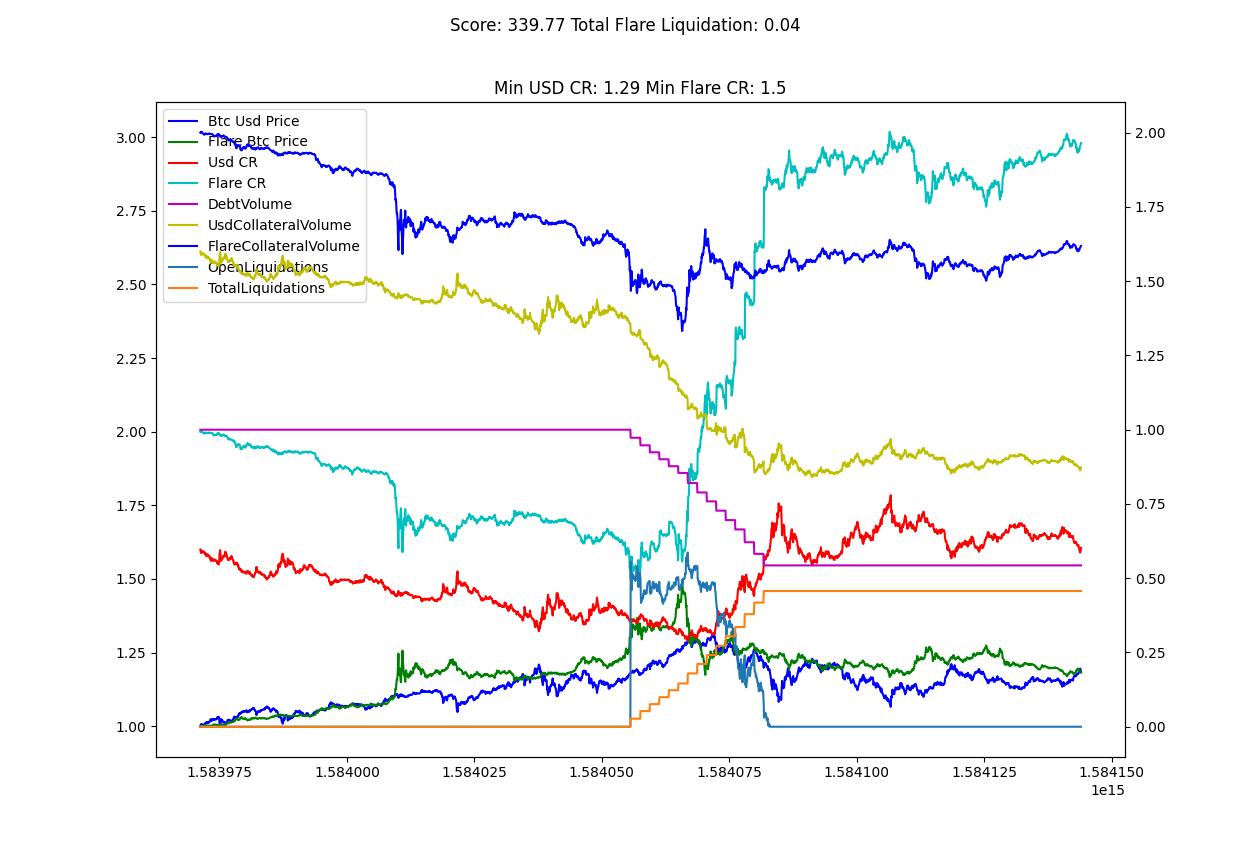 Score: 339.77 Total Flare Liquidation: 0.04
Min USD CR: 1.29 Min Flare CR: 1.5
Btc Usd Price
Flare Btc Price
Usd CR
Flare CR
DebtVolume
UsdCollateralVolume
FlareCollateralVolume
OpenLiquidations
TotalLiquidations
3.00
2.75
2.50
2.25
2.00
1.75
1.50
1.25
1.00
2.00
1.75
1.50
1.25
1.00
0.75
0.50
0.25
0.00
1.583975
1.584000
1.584025
1.584050
1.584075
1.584100
1.584125
1.584150
1e15